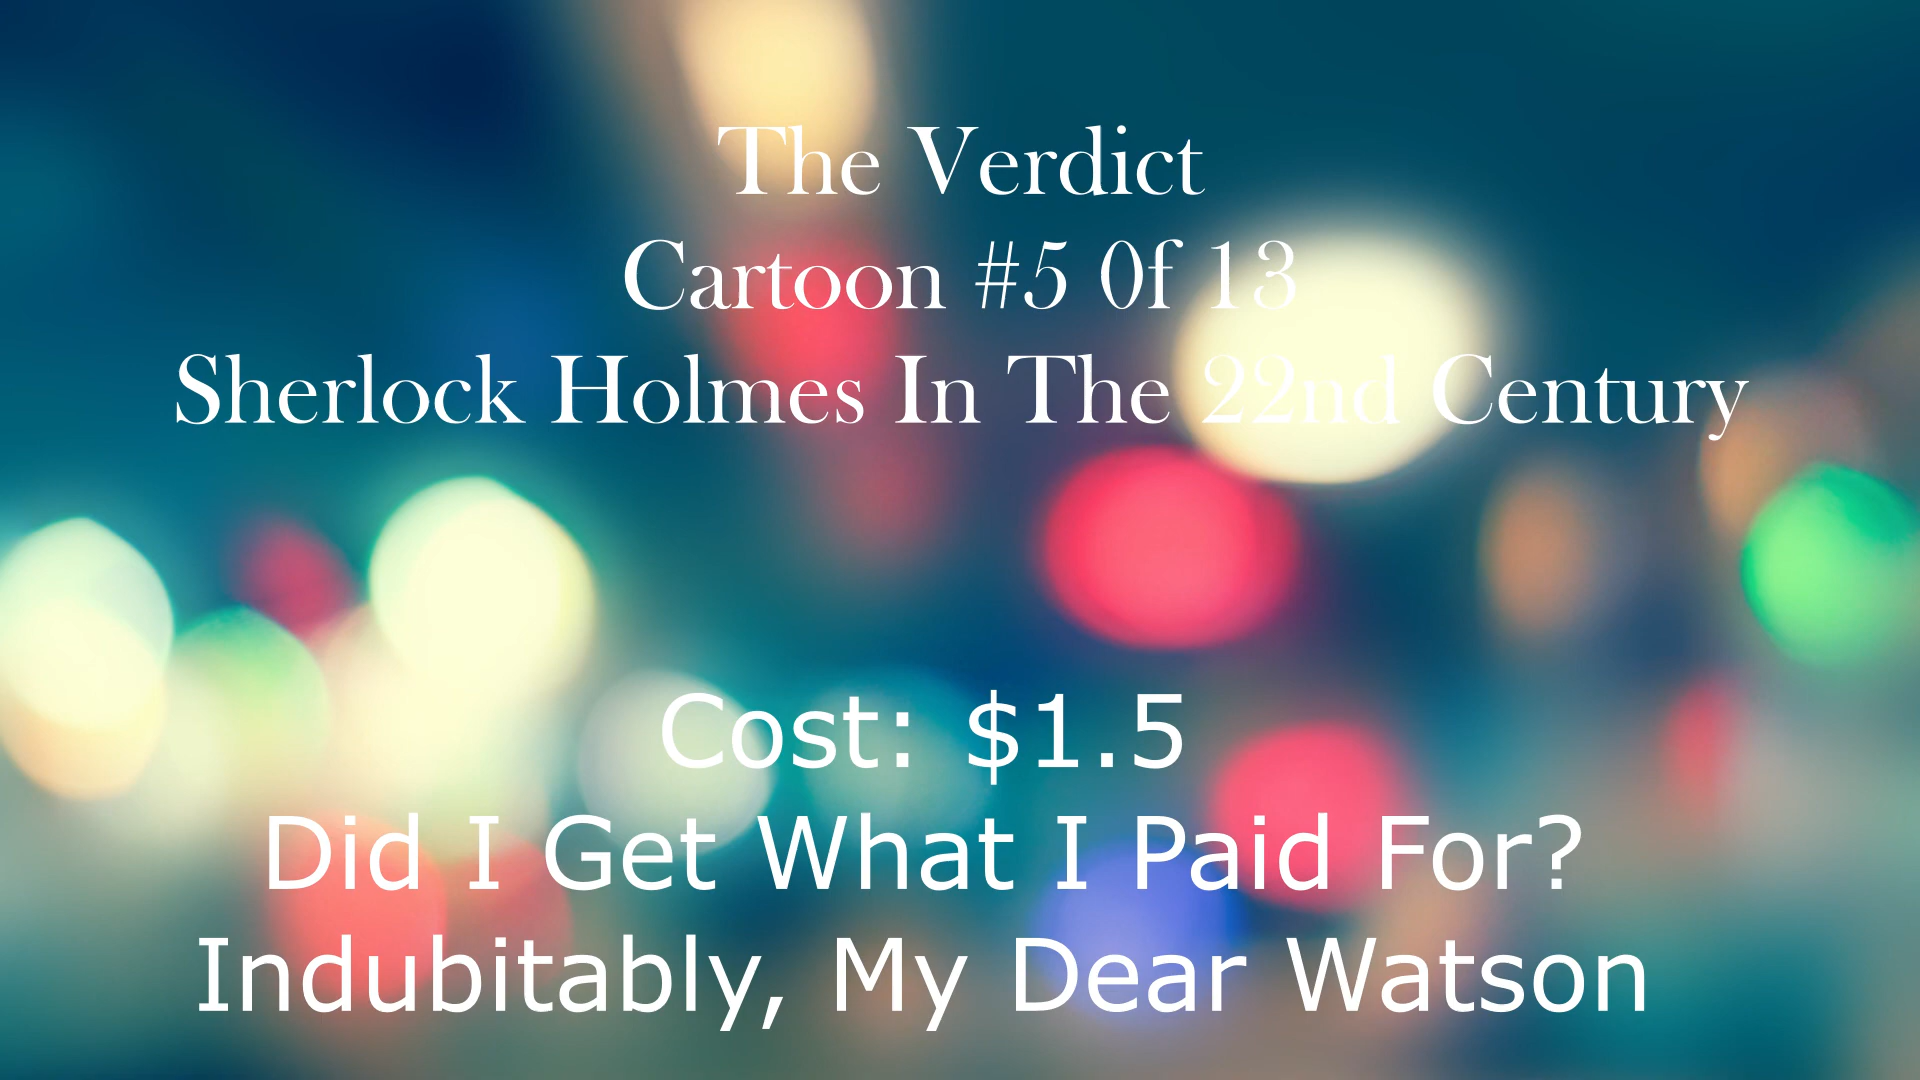 The Verdict
Cartoon #5 0f 13
Sherlock Holmes In The 22nd Century
Cost: $1.5
Did I Get What I Paid For?
Indubitably, My Dear Watson